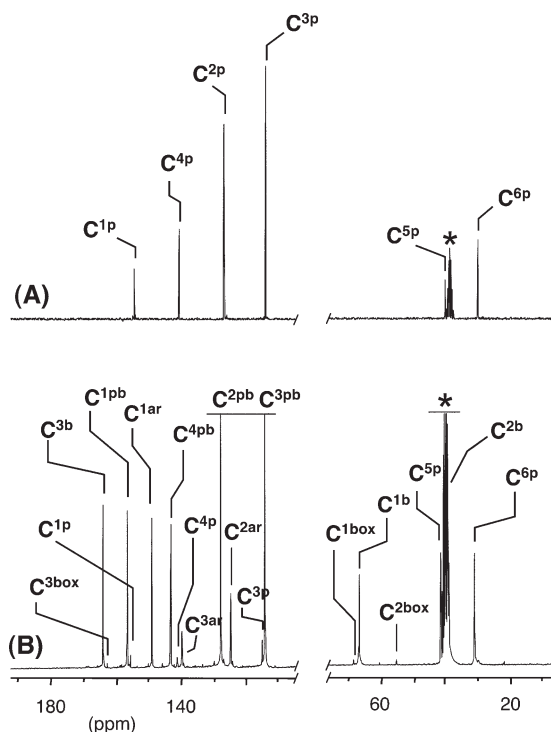 C3p
C2p
C4p
C1p
C6p
C5p
*
(A)
C2pb C3pb
C1pb
C1ar
*
C3b
C4pb
C2b
C5p
C6p
C1p
C4p
C2ar
C1b
C1box
C3box
C3p
C2box
C3ar
(B)
180 140 60 20
(ppm)